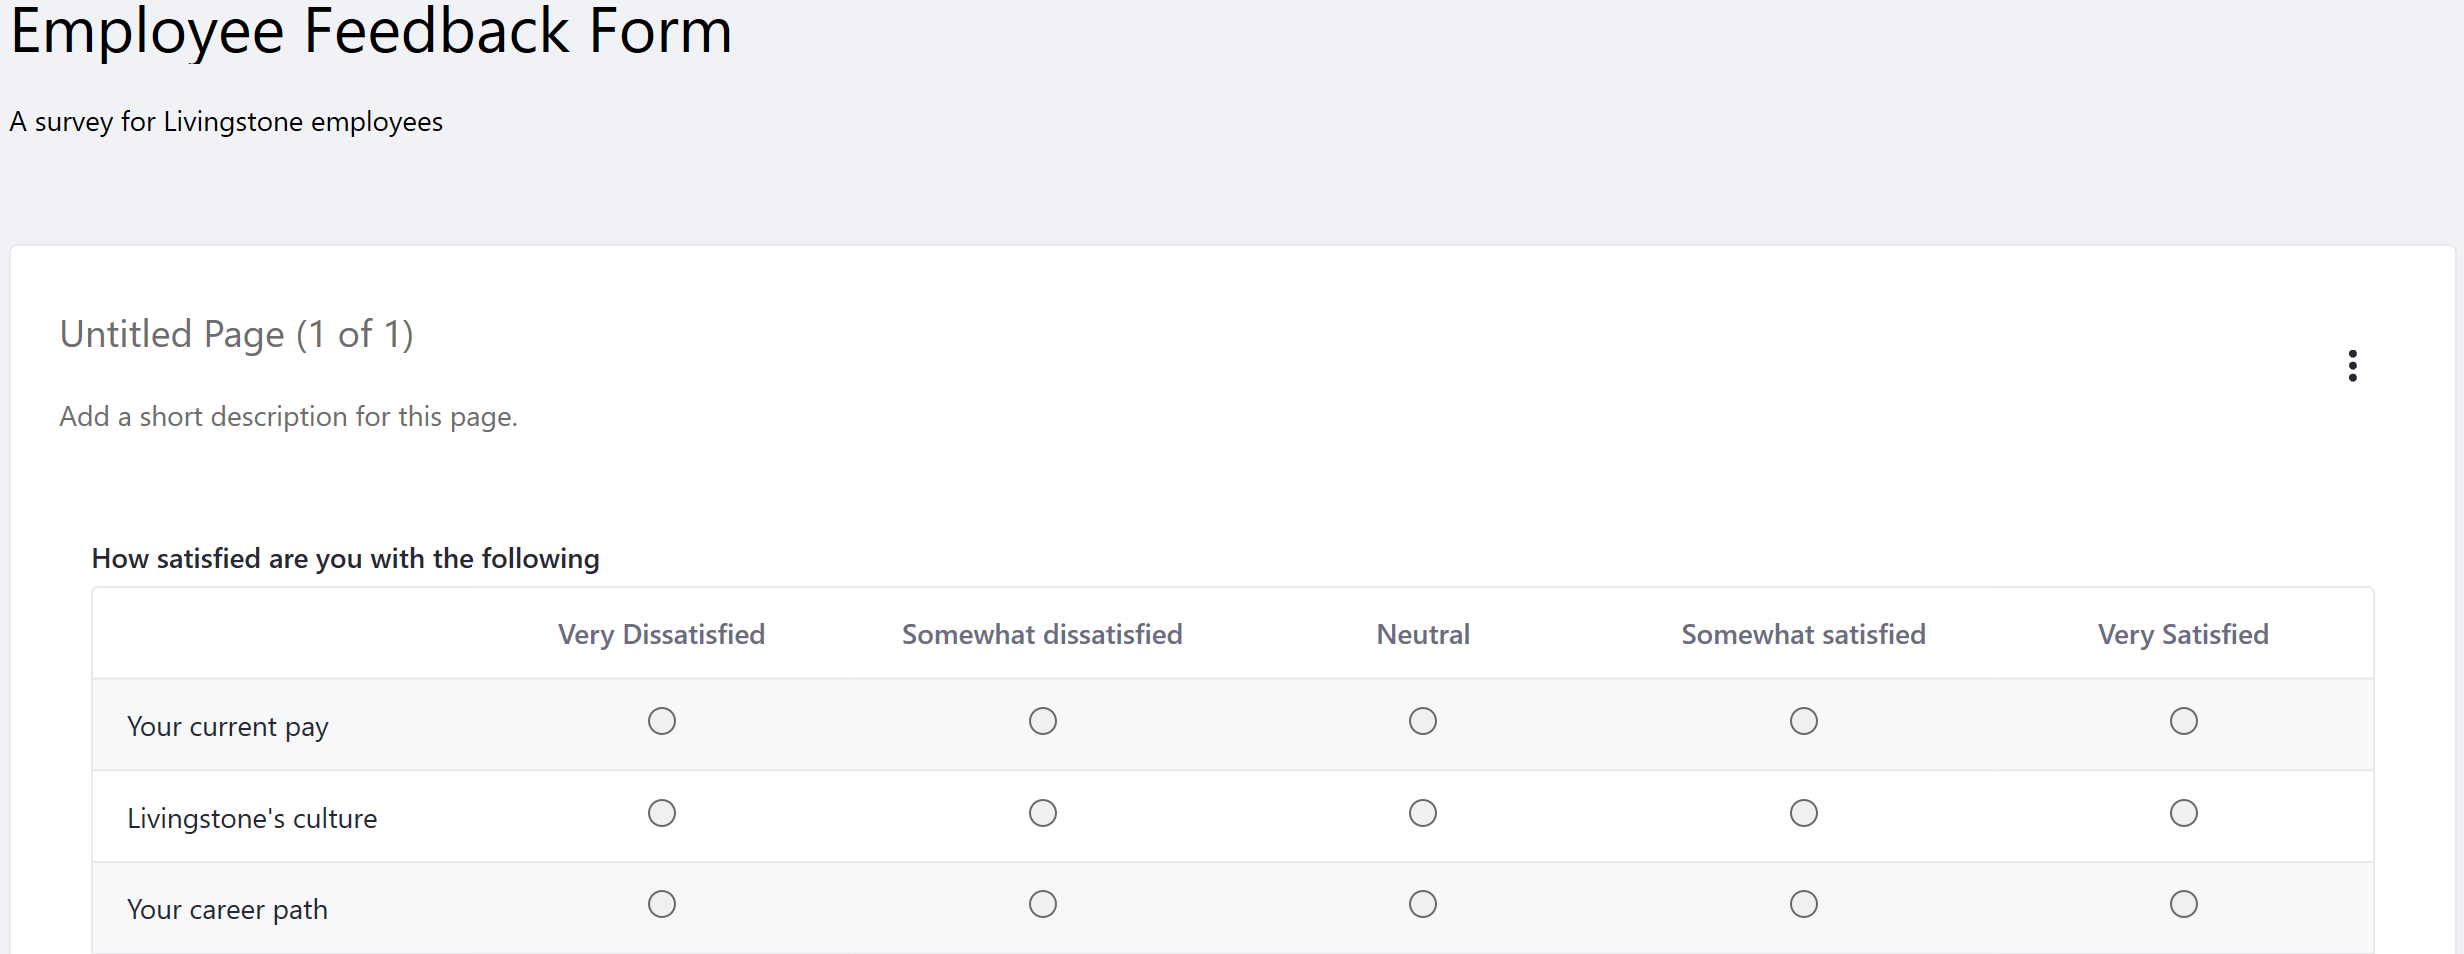 Employee Feedback Form
A survey for Livingstone employees
Untitled Page (1 of 1)
Add a short description for this page.
How satisfied are you with the following
Very Dissatisfied Somewhat dissatisfied Neutral Somewhat satisfied Very Satisfied
Your current pay
Livingstone's culture
Your career path